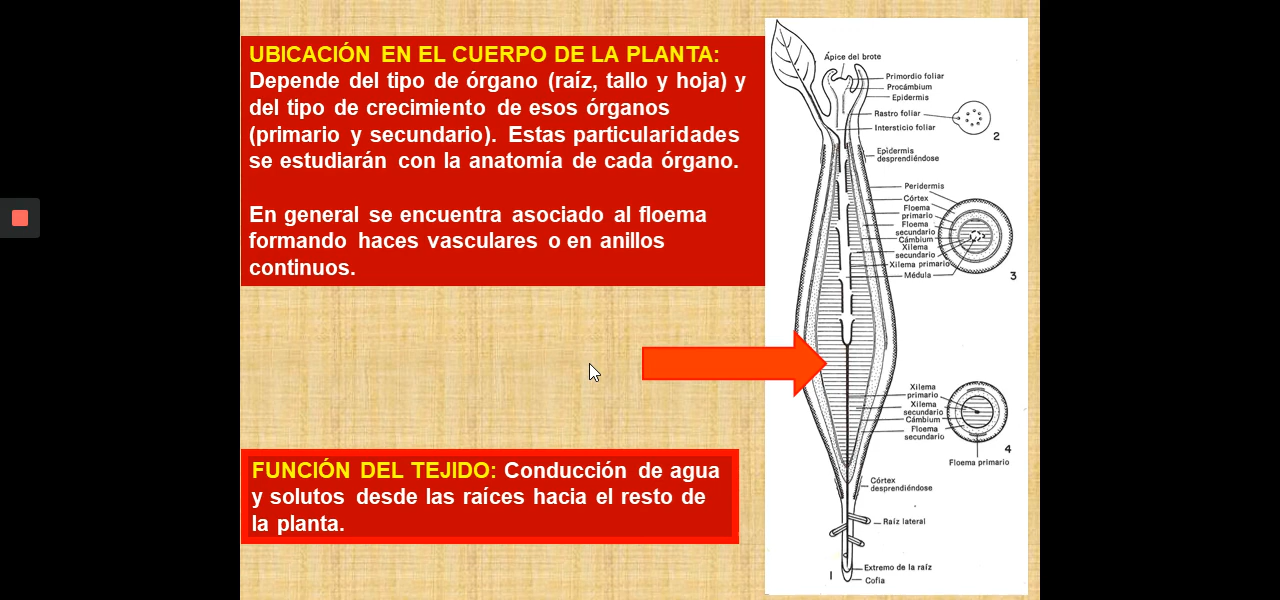 UBICACIÓN EN EL CUERPO DE LA PLANTA:
Depende del tipo de órgano (raíz, tallo y hoja) y
del tipo de crecimiento de esos órganos
(primario y secundario). Estas particularidades
se estudiarán con la anatomía de cada órgano.
En general se encuentra asociado al floema
formando haces vasculares o en anillos
continuos.
FUNCIÓN DEL TEJIDO: Conducción de agua
y solutos desde las raíces hacia el resto de
la planta.
Ápice del brote
Primordio foliar
Procámbium
Epidermis
Rastro foliar
Intersticio foliar
2
Epidermis
desprendiéndose
Peridermis
Córtex
Floema
primario
Floema
secundario
Cámbium
Xilema
secundario
Xilema primario
Médula
3
Xilema
primario
Xilema
secundario
Cámbium
Floema
secundario
4
Floema primario
Córtex
desprendiéndose
Raíz lateral
Extremo de la raíz
1
Cofia